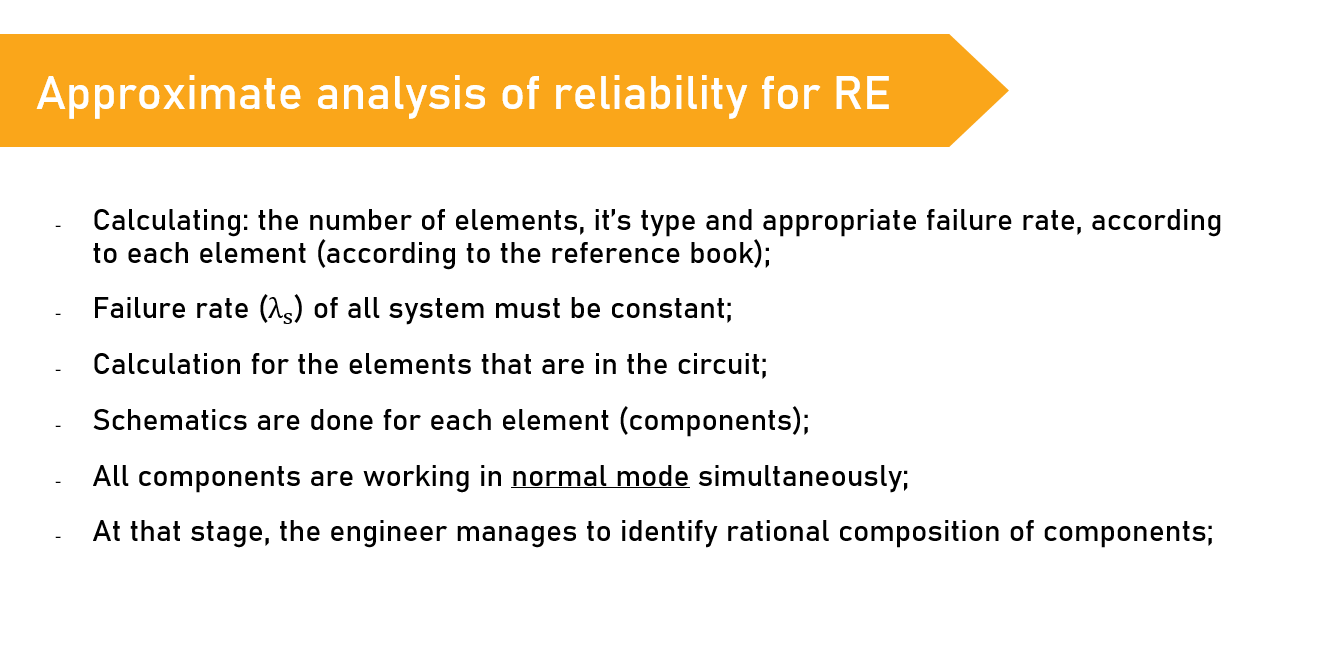 Approximate analysis of reliability for RE
- Calculating: the number of elements, it’s type and appropriate failure rate, according
to each element (according to the reference book);
- Failure rate (λs) of all system must be constant;
- Calculation for the elements that are in the circuit;
- Schematics are done for each element (components);
- All components are working in normal mode simultaneously;
- At that stage, the engineer manages to identify rational composition of components;